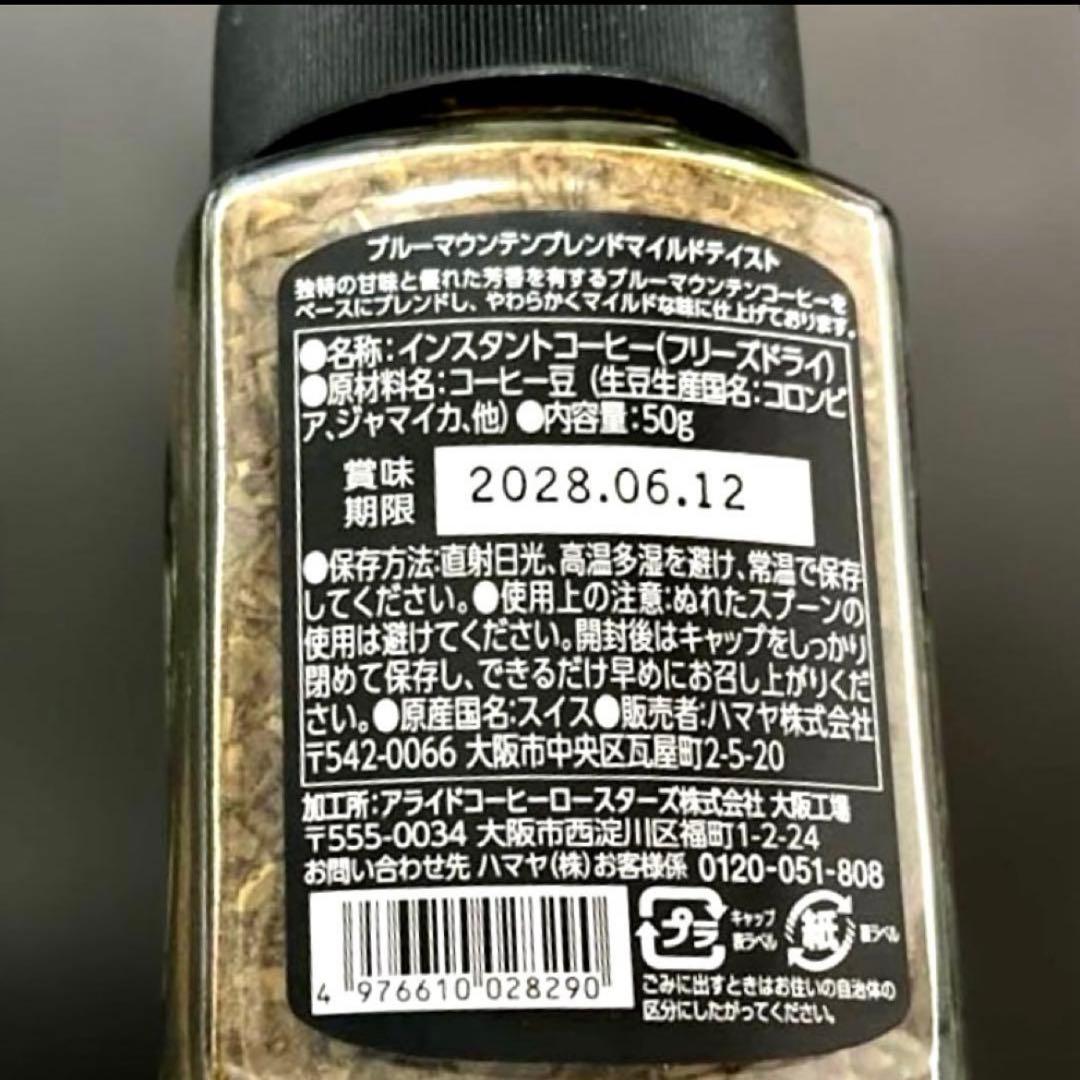 ブルーマウンテンブレンドマイルドテイスト
独特の甘味と優れた芳香を有するブルーマウンテンコーヒーを
ベースにブレンドし、やわらかくマイルドな味に仕上げております。
●名称:インスタントコーヒー(フリーズドライ)
●原材料名:コーヒー豆 (生豆生産国名:コロンビ
ア、ジャマイカ、他) ●内容量:50g
賞味
期限
2028.06.12
●保存方法:直射日光、高温多湿を避け、常温で保存
してください。●使用上の注意:ぬれたスプーンの
使用は避けてください。開封後はキャップをしっかり
閉めて保存し、できるだけ早めにお召し上がりくだ
さい。●原産国名:スイス●販売者:ハマヤ株式会社
〒542-0066 大阪市中央区瓦屋町2-5-20
加工所:アライドコーヒーロースターズ株式会社 大阪工場
〒555-0034 大阪市西淀川区福町1-2-24
お問い合わせ先 ハマヤ(株)お客様係 0120-051-808
プラ
キャップ
表ラベル
紙
裏ラベル
4 976610 028290
ごみに出すときはお住いの自治体の
区分にしたがってください。